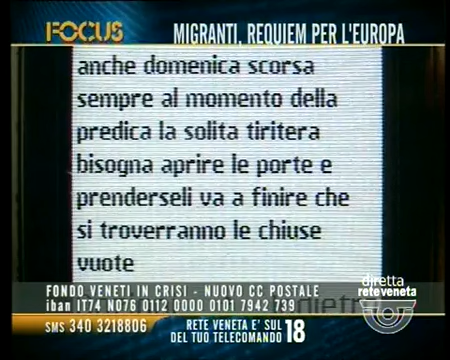 FOCUS
MIGRANTI, REQUIEM PER L'EUROPA
anche domenica scorsa
sempre al momento della
predica la solita tiritera
bisogna aprire le porte e
prenderseli va a finire che
si troverranno le chiuse
vuote
diretta
reteveneta
FONDO VENETI IN CRISI - NUOVO CC POSTALE
iban IT74 N076 0112 0000 0101 7942 739
SMS 340 3218806
RETE VENETA E' SUL
DEL TUO TELECOMANDO 18